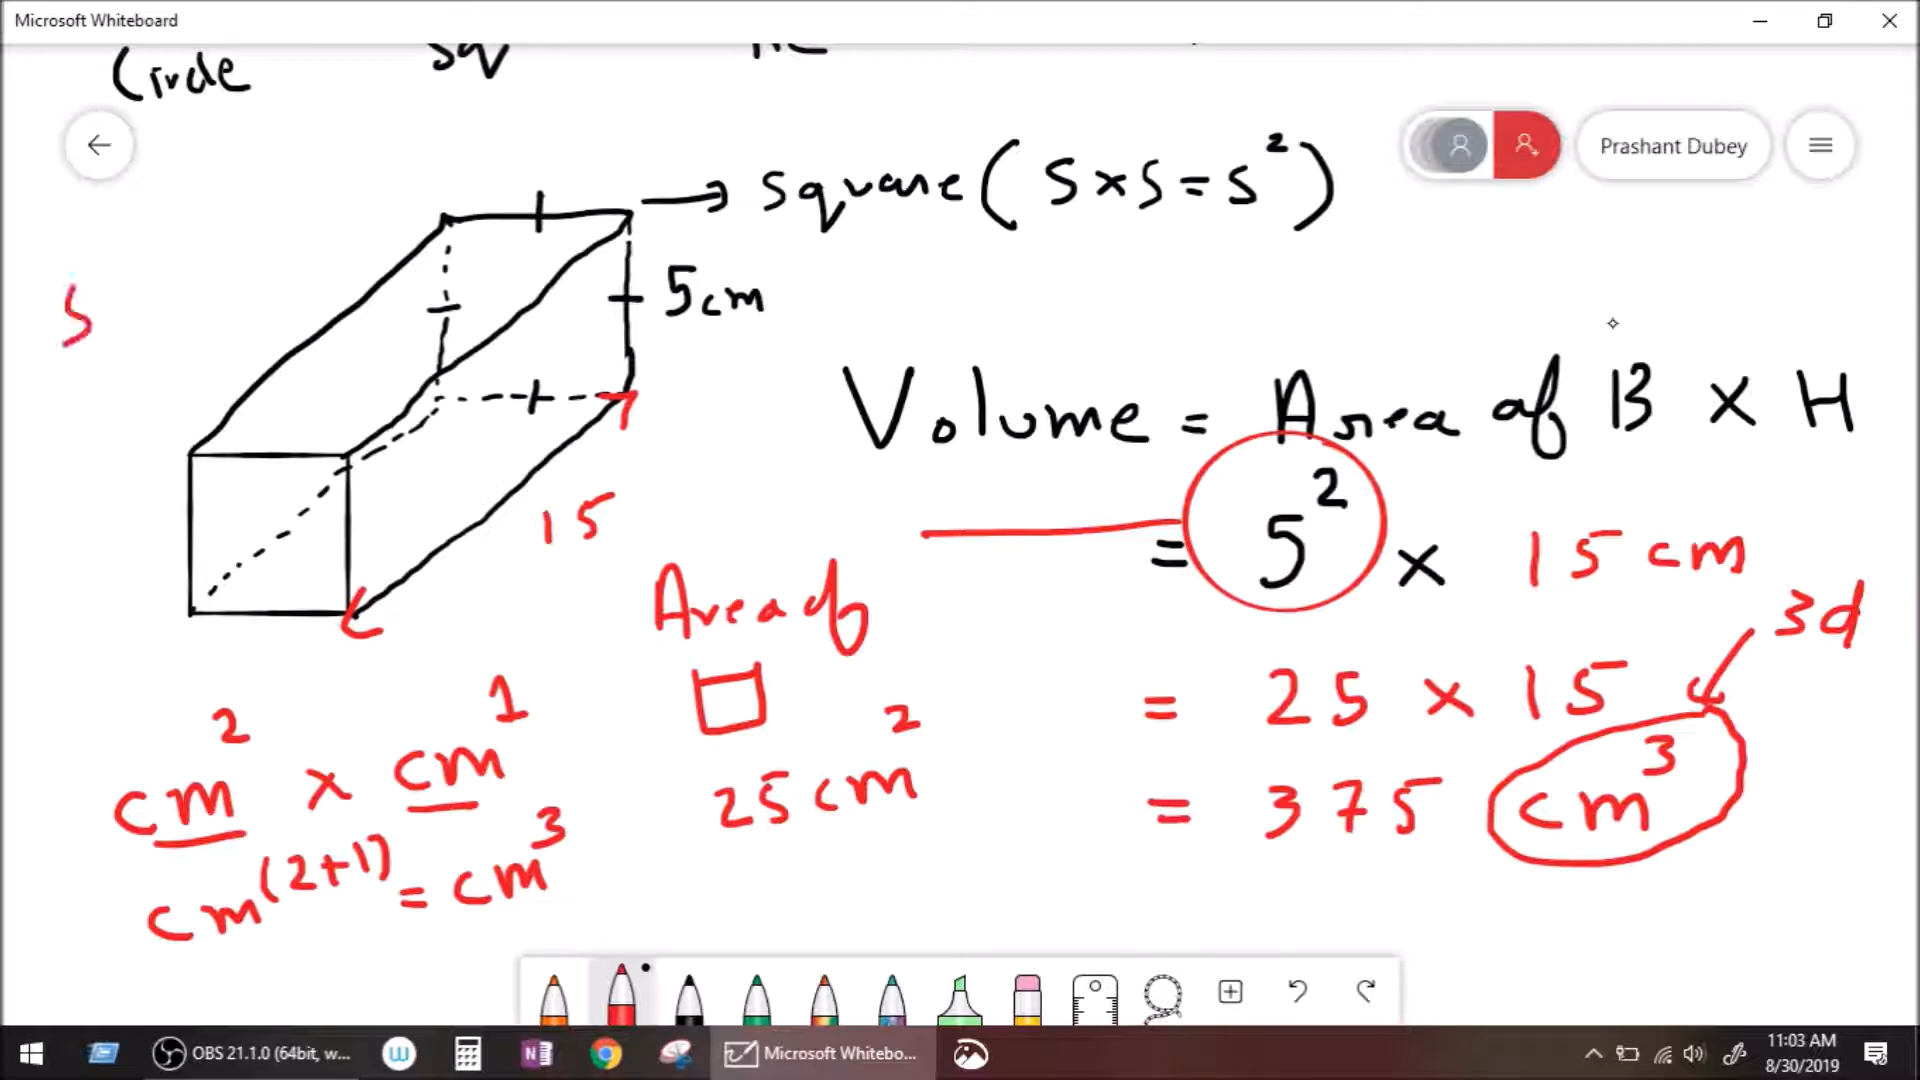 Microsoft Whiteboard
Circle
Sq
Prashant Dubey
square ( S x S = S² )
5cm
S
Volume = Area of B x H
= 5² x 15 cm
15
Area of
3d
= 25 x 15
25 cm²
= 375 cm³
cm² x cm¹
cm⁽²⁺¹⁾ = cm³
OBS 21.1.0 (64bit, w...
Microsoft Whitebo...
11:03 AM
8/30/2019